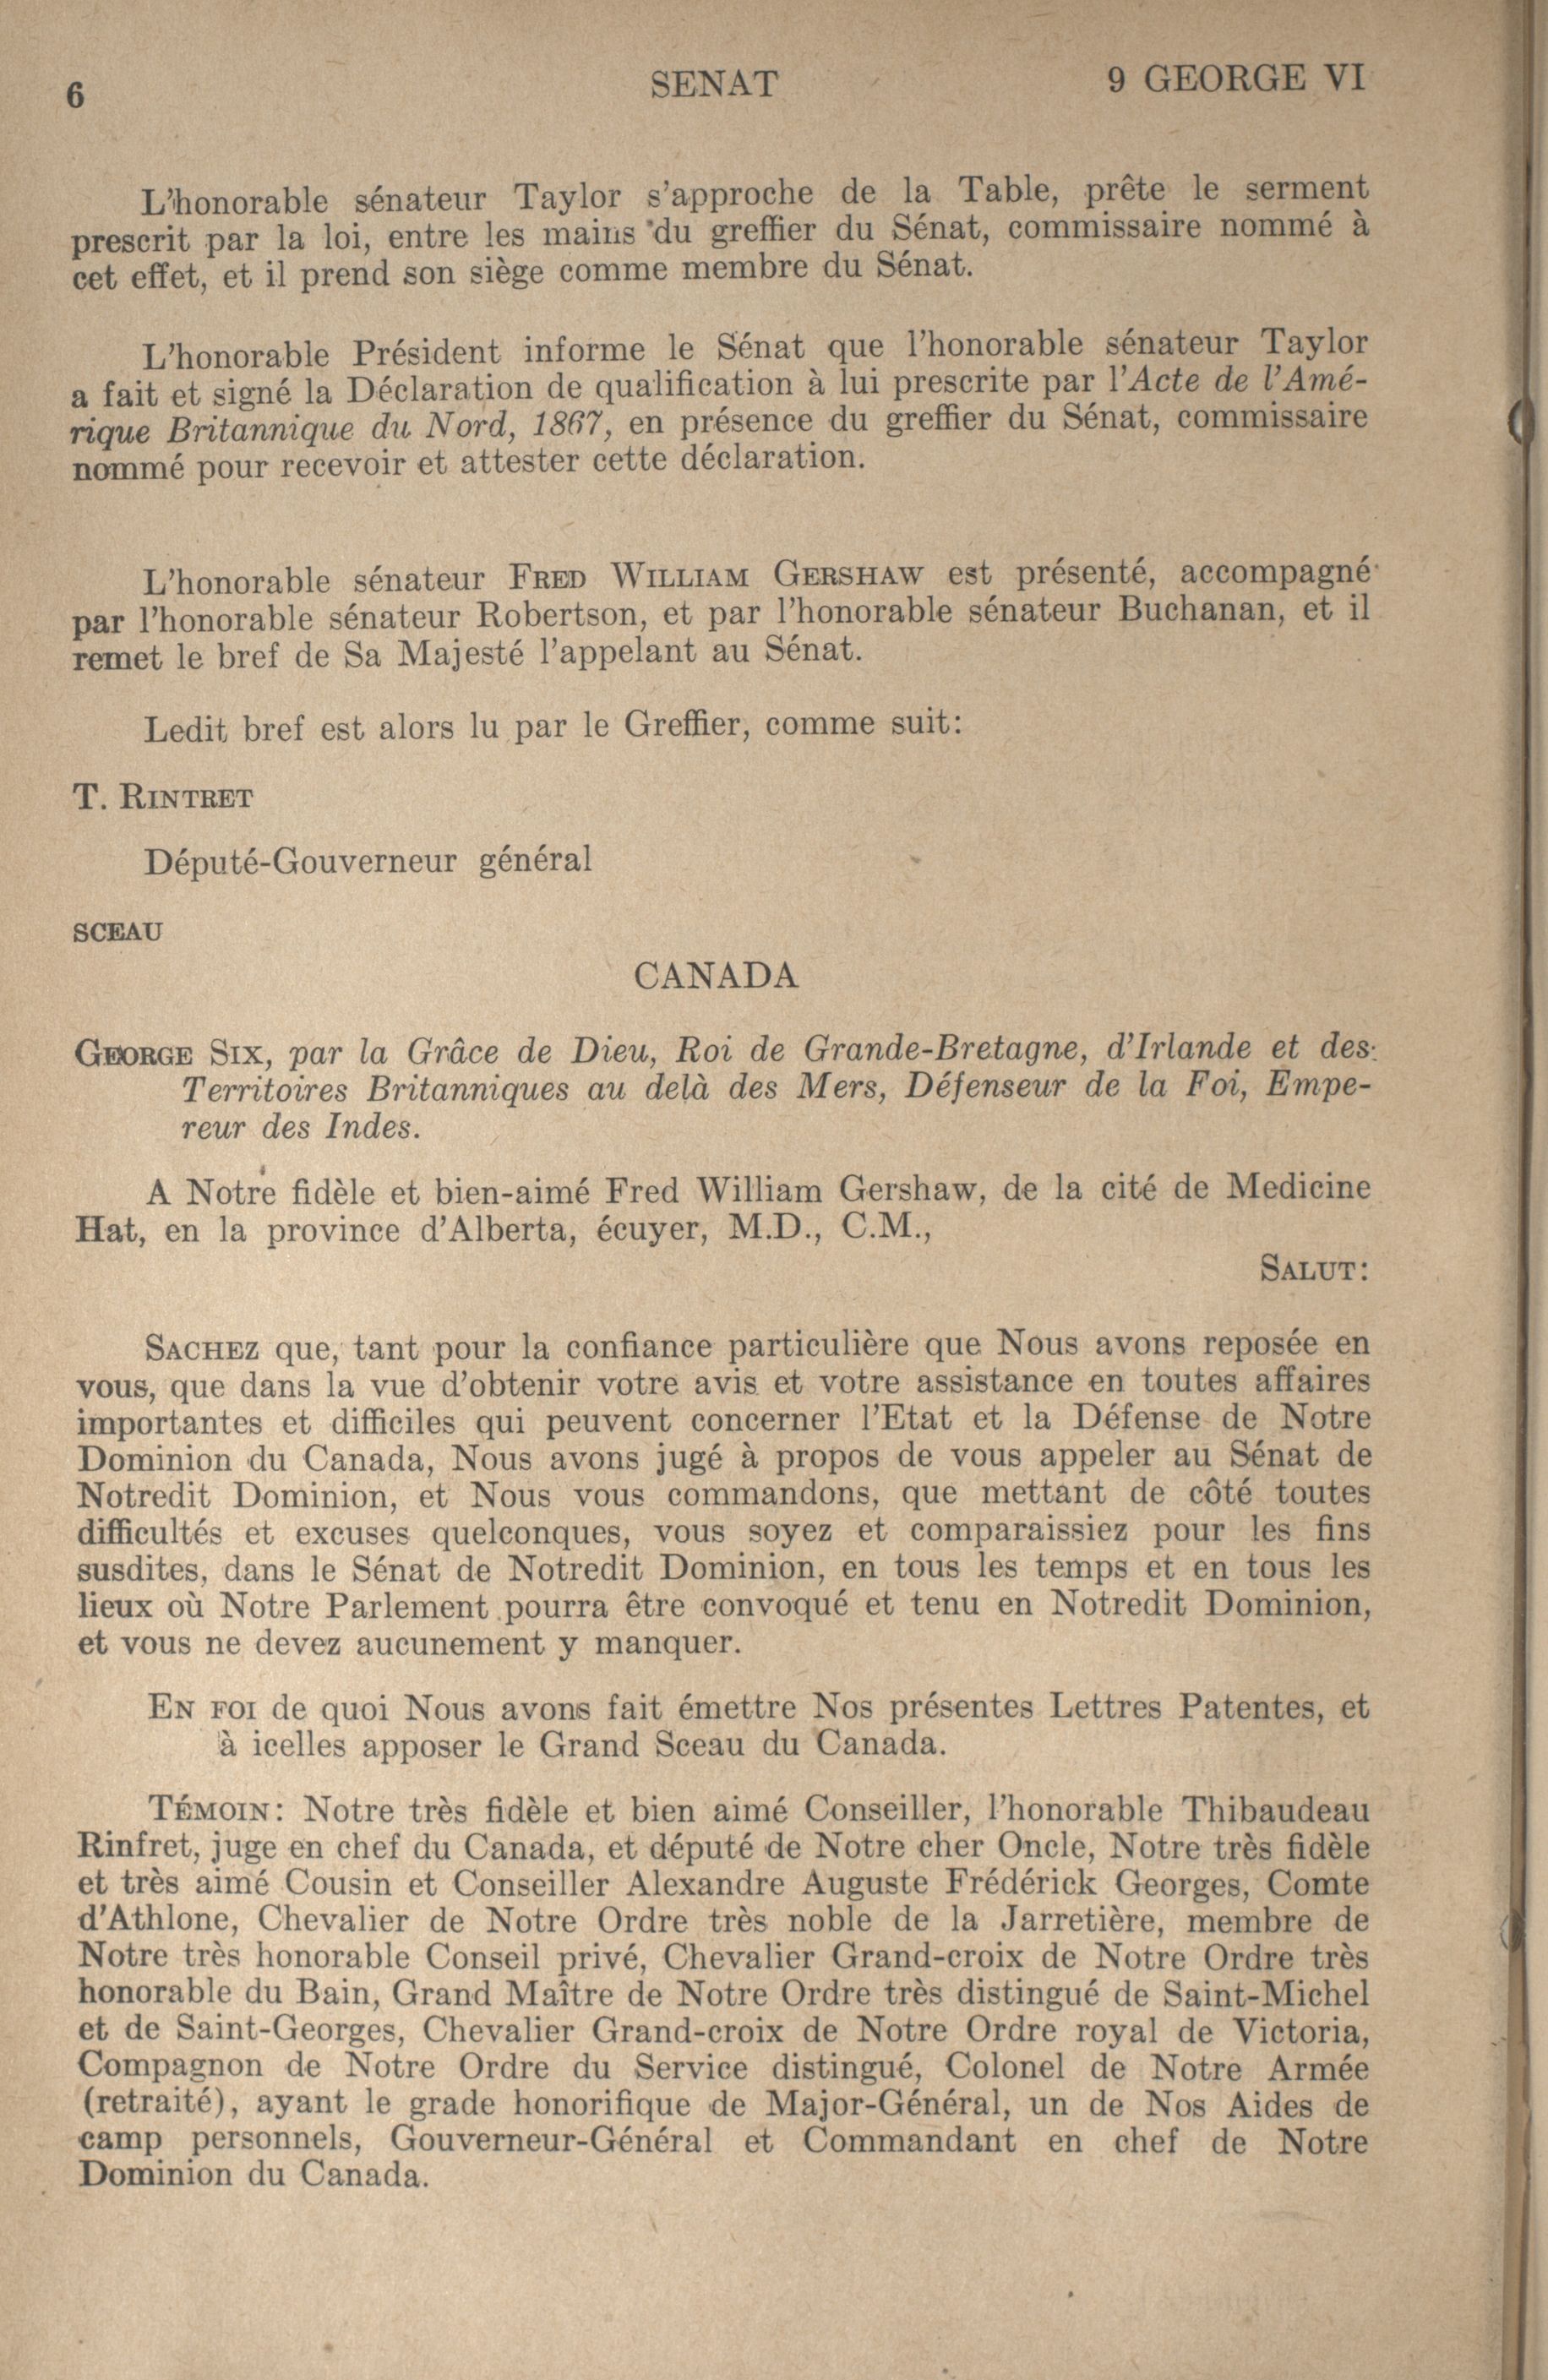 6 SENAT 9 GEORGE VI
L'honorable sénateur Taylor s'approche de la Table, prête le serment
prescrit par la loi, entre les mains du greffier du Sénat, commissaire nommé à
cet effet, et il prend son siège comme membre du Sénat.
L'honorable Président informe le Sénat que l'honorable sénateur Taylor
a fait et signé la Déclaration de qualification à lui prescrite par l'Acte de l'Amé-
rique Britannique du Nord, 1867, en présence du greffier du Sénat, commissaire
nommé pour recevoir et attester cette déclaration.
L'honorable sénateur FRED WILLIAM GERSHAW est présenté, accompagné
par l'honorable sénateur Robertson, et par l'honorable sénateur Buchanan, et il
remet le bref de Sa Majesté l'appelant au Sénat.
Ledit bref est alors lu par le Greffier, comme suit:
T. RINTRET
Député-Gouverneur général
SCEAU
CANADA
GEORGE SIX, par la Grâce de Dieu, Roi de Grande-Bretagne, d'Irlande et des
Territoires Britanniques au delà des Mers, Défenseur de la Foi, Empe-
reur des Indes.
A Notre fidèle et bien-aimé Fred William Gershaw, de la cité de Medicine
Hat, en la province d'Alberta, écuyer, M.D., C.M.,
SALUT:
SACHEZ que, tant pour la confiance particulière que Nous avons reposée en
vous, que dans la vue d'obtenir votre avis et votre assistance en toutes affaires
importantes et difficiles qui peuvent concerner l'Etat et la Défense de Notre
Dominion du Canada, Nous avons jugé à propos de vous appeler au Sénat de
Notredit Dominion, et Nous vous commandons, que mettant de côté toutes
difficultés et excuses quelconques, vous soyez et comparaissiez pour les fins
susdites, dans le Sénat de Notredit Dominion, en tous les temps et en tous les
lieux où Notre Parlement pourra être convoqué et tenu en Notredit Dominion,
et vous ne devez aucunement y manquer.
EN FOI de quoi Nous avons fait émettre Nos présentes Lettres Patentes, et
à icelles apposer le Grand Sceau du Canada.
TÉMOIN: Notre très fidèle et bien aimé Conseiller, l'honorable Thibaudeau
Rinfret, juge en chef du Canada, et député de Notre cher Oncle, Notre très fidèle
et très aimé Cousin et Conseiller Alexandre Auguste Frédérick Georges, Comte
d'Athlone, Chevalier de Notre Ordre très noble de la Jarretière, membre de
Notre très honorable Conseil privé, Chevalier Grand-croix de Notre Ordre très
honorable du Bain, Grand Maître de Notre Ordre très distingué de Saint-Michel
et de Saint-Georges, Chevalier Grand-croix de Notre Ordre royal de Victoria,
Compagnon de Notre Ordre du Service distingué, Colonel de Notre Armée
(retraité), ayant le grade honorifique de Major-Général, un de Nos Aides de
camp personnels, Gouverneur-Général et Commandant en chef de Notre
Dominion du Canada.